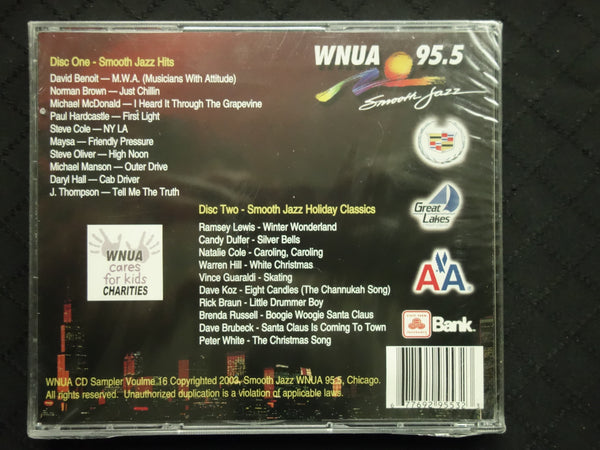 Disc One - Smooth Jazz Hits
David Benoit — M.W.A. (Musicians With Attitude)
Norman Brown — Just Chillin
Michael McDonald — I Heard It Through The Grapevine
Paul Hardcastle — First Light
Steve Cole — NY LA
Maysa — Friendly Pressure
Steve Oliver — High Noon
Michael Manson — Outer Drive
Daryl Hall — Cab Driver
J. Thompson — Tell Me The Truth
WNUA 95.5
Smooth Jazz
Great Lakes
AA
Bank.
Disc Two - Smooth Jazz Holiday Classics
Ramsey Lewis - Winter Wonderland
Candy Dulfer - Silver Bells
Natalie Cole - Caroling, Caroling
Warren Hill - White Christmas
Vince Guaraldi - Skating
Dave Koz - Eight Candles (The Channukah Song)
Rick Braun - Little Drummer Boy
Brenda Russell - Boogie Woogie Santa Claus
Dave Brubeck - Santa Claus Is Coming To Town
Peter White - The Christmas Song
WNUA
cares
for kids
CHARITIES
WNUA CD Sampler Voulme 16 Copyrighted 2003, Smooth Jazz WNUA 95.5, Chicago.
All rights reserved. Unauthorized duplication is a violation of applicable laws.
77692 95532